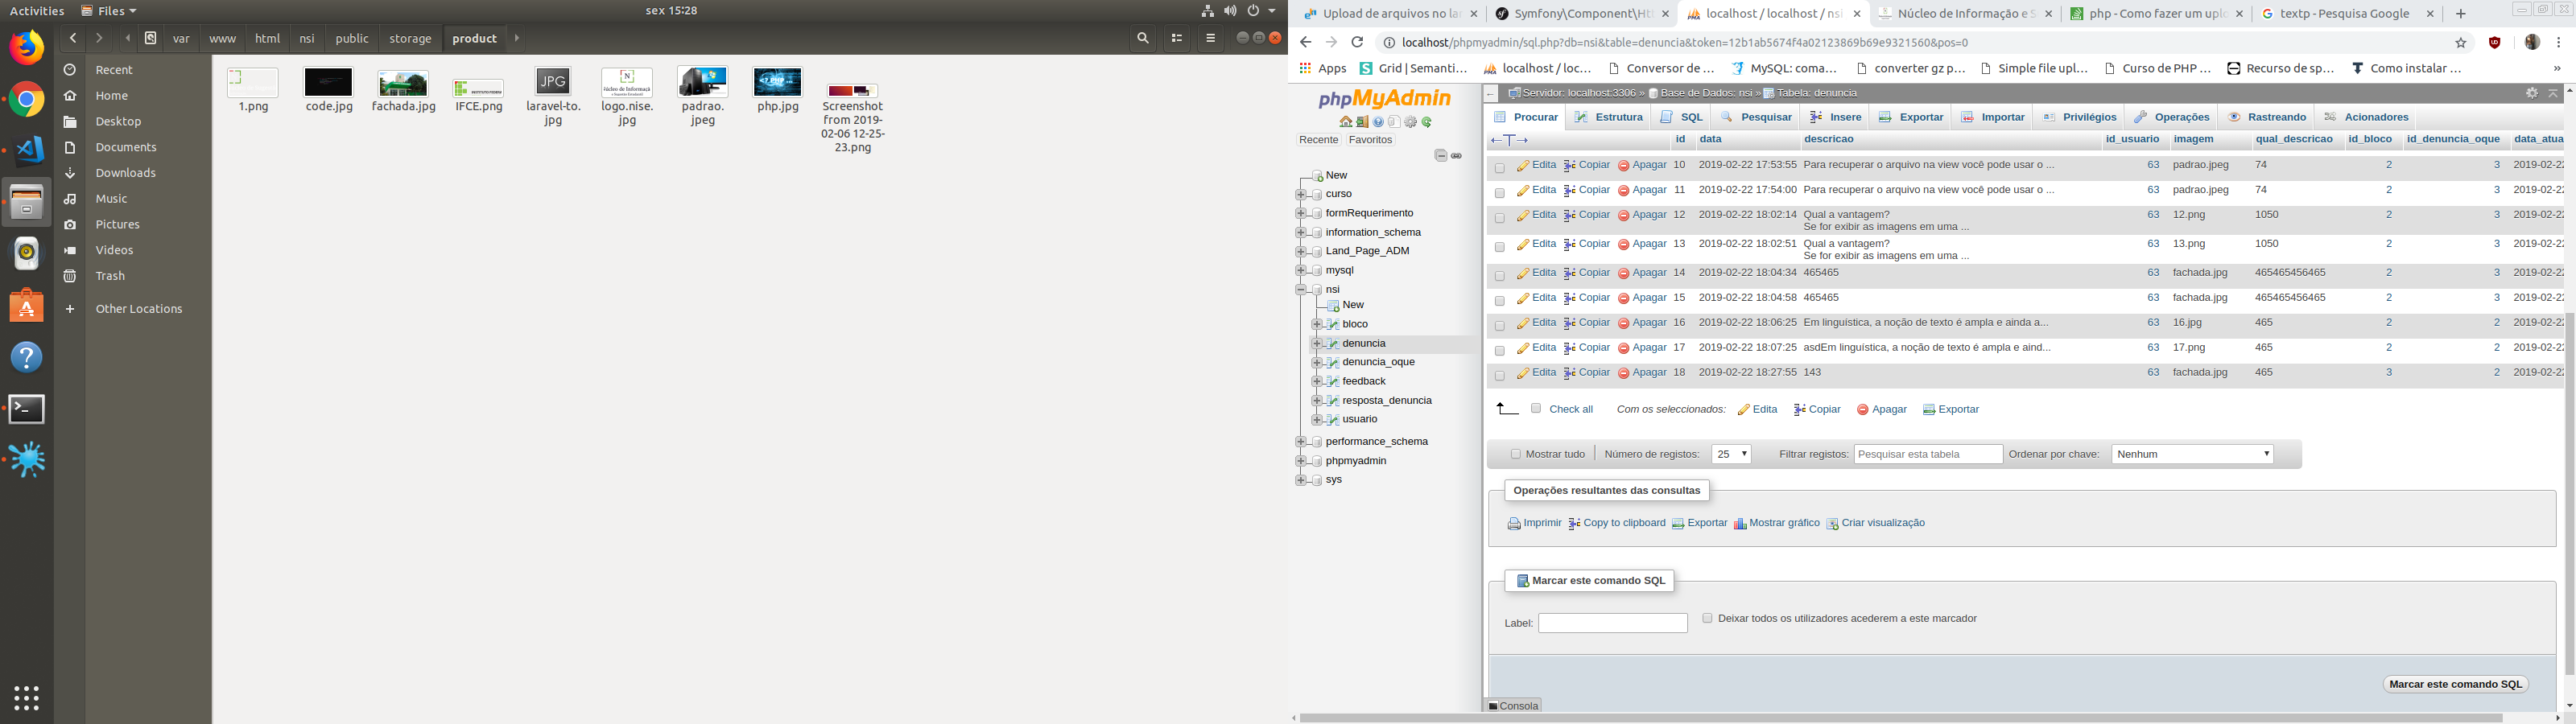 Activities Files sex 15:28
var www html nsi public storage product
Recent
Home
Desktop
Documents
Downloads
Music
Pictures
Videos
Trash
Other Locations
1.png
code.jpg
fachada.jpg
IFCE.png
laravel-to.
jpg
logo.nise.
jpg
padrao.
jpeg
php.jpg
Screenshot
from 2019-
02-06 12-25-
23.png
Upload de arquivos no lar
Symfony\Component\Htt
localhost / localhost / nsi
Núcleo de Informação e S
php - Como fazer um uplo
textp - Pesquisa Google
localhost/phpmyadmin/sql.php?db=nsi&table=denuncia&token=12b1ab5674f4a02123869b69e9321560&pos=0
Apps Grid | Semanti... localhost / loc... Conversor de ... MySQL: coma... converter gz p... Simple file upl... Curso de PHP ... Recurso de sp... Como instalar ... »
phpMyAdmin
Recente Favoritos
New
curso
formRequerimento
information_schema
Land_Page_ADM
mysql
nsi
New
bloco
denuncia
denuncia_oque
feedback
resposta_denuncia
usuario
performance_schema
phpmyadmin
sys
Servidor: localhost:3306 » Base de Dados: nsi » Tabela: denuncia
Procurar Estrutura SQL Pesquisar Insere Exportar Importar Privilégios Operações Rastreando Acionadores
id data descricao id_usuario imagem qual_descricao id_bloco id_denuncia_oque data_atua
Edita Copiar Apagar 10 2019-02-22 17:53:55 Para recuperar o arquivo na view você pode usar o ... 63 padrao.jpeg 74 2 3 2019-02-22
Edita Copiar Apagar 11 2019-02-22 17:54:00 Para recuperar o arquivo na view você pode usar o ... 63 padrao.jpeg 74 2 3 2019-02-22
Edita Copiar Apagar 12 2019-02-22 18:02:14 Qual a vantagem? 63 12.png 1050 2 3 2019-02-22
Se for exibir as imagens em uma ...
Edita Copiar Apagar 13 2019-02-22 18:02:51 Qual a vantagem? 63 13.png 1050 2 3 2019-02-22
Se for exibir as imagens em uma ...
Edita Copiar Apagar 14 2019-02-22 18:04:34 465465 63 fachada.jpg 465465456465 2 3 2019-02-22
Edita Copiar Apagar 15 2019-02-22 18:04:58 465465 63 fachada.jpg 465465456465 2 3 2019-02-22
Edita Copiar Apagar 16 2019-02-22 18:06:25 Em linguística, a noção de texto é ampla e ainda a... 63 16.jpg 465 2 2 2019-02-22
Edita Copiar Apagar 17 2019-02-22 18:07:25 asdEm linguística, a noção de texto é ampla e aind... 63 17.png 465 2 2 2019-02-22
Edita Copiar Apagar 18 2019-02-22 18:27:55 143 63 fachada.jpg 465 3 2 2019-02-22
Check all Com os seleccionados: Edita Copiar Apagar Exportar
Mostrar tudo Número de registos: 25 Filtrar registos: Pesquisar esta tabela Ordenar por chave: Nenhum
Operações resultantes das consultas
Imprimir Copy to clipboard Exportar Mostrar gráfico Criar visualização
Marcar este comando SQL
Label: Deixar todos os utilizadores acederem a este marcador
Marcar este comando SQL
Consola